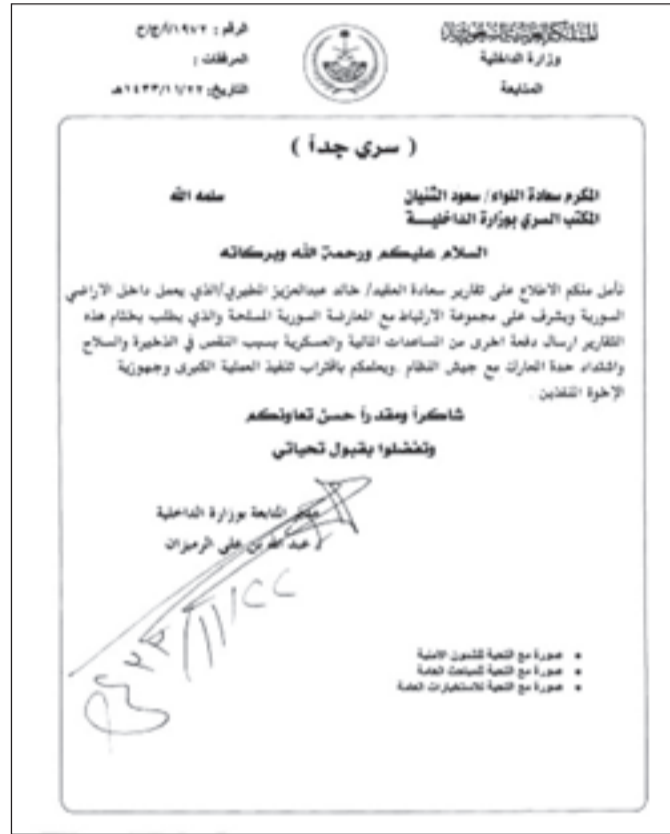 المملكة العربية السعودية
وزارة الداخلية
المتابعة
الرقم : ١٩٧٢/أ/ج/ح
المرفقات :
التاريخ: ١٤٣٣/١١/٢٢هـ
( سري جداً )
المكرم سعادة اللواء/ سعود الثنيان سلمه الله
المكتب السري بوزارة الداخليــة
السلام عليكم ورحمة الله وبركاته
نأمل منكم الاطلاع على تقارير سعادة العقيد/ خالد عبدالعزيز المطيري/الذي يعمل داخل الاراضي
السورية ويشرف على مجموعة الارتباط مع المعارضة السورية المسلحة والذي يطلب بختام هذه
التقارير ارسال دفعة اخرى من المساعدات المالية والعسكرية بسبب النقص في الذخيرة والسلاح
واشتداد حدة المعارك مع جيش النظام .ويعلمكم باقتراب تنفيذ العملية الكبرى وجهوزية
الإخوة المنفذين .
شاكراً ومقدراً حسن تعاونكم
وتفضلوا بقبول تحياتي
مدير المتابعة بوزارة الداخلية
عبد الله بن علي الرميزان
• صورة مع التحية للشئون الامنية
• صورة مع التحية للمباحث العامة
• صورة مع التحية للاستخبارات العامة